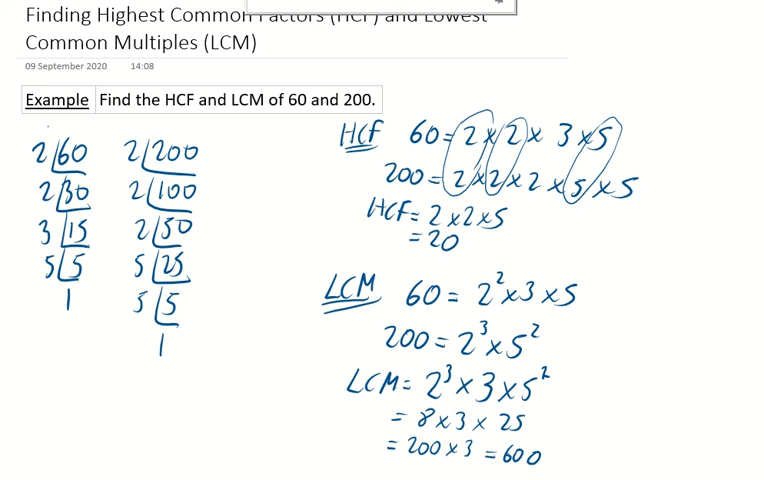 Finding Highest Common Factors (HCF) and Lowest
Common Multiples (LCM)
09 September 2020 14:08
Example Find the HCF and LCM of 60 and 200.
2 60
2 30
3 15
5 5
1
2 200
2 100
2 50
5 25
5 5
1
HCF 60 = 2 × 2 × 3 × 5
200 = 2 × 2 × 2 × 5 × 5
HCF = 2 × 2 × 5
= 20
LCM 60 = 2² × 3 × 5
200 = 2³ × 5²
LCM = 2³ × 3 × 5²
= 8 × 3 × 25
= 200 × 3 = 600